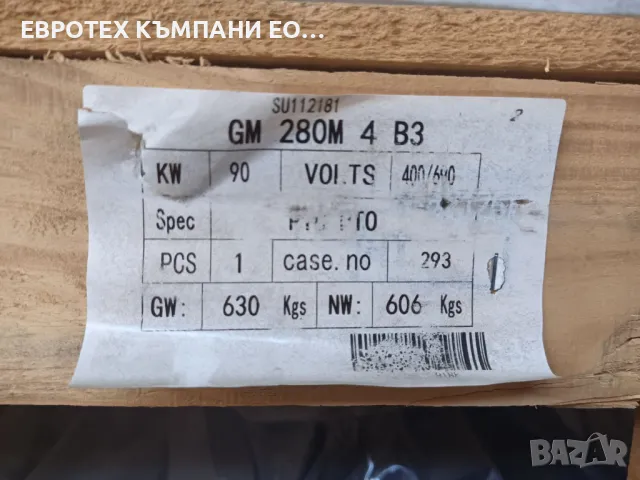 ЕВРОТЕХ КЪМПАНИ ЕО...
SU112181
GM 280M 4 B3
KW 90 VOLTS 400/690
Spec
PCS 1 case.no 293
GW: 630 Kgs NW: 606 Kgs
BAZAR